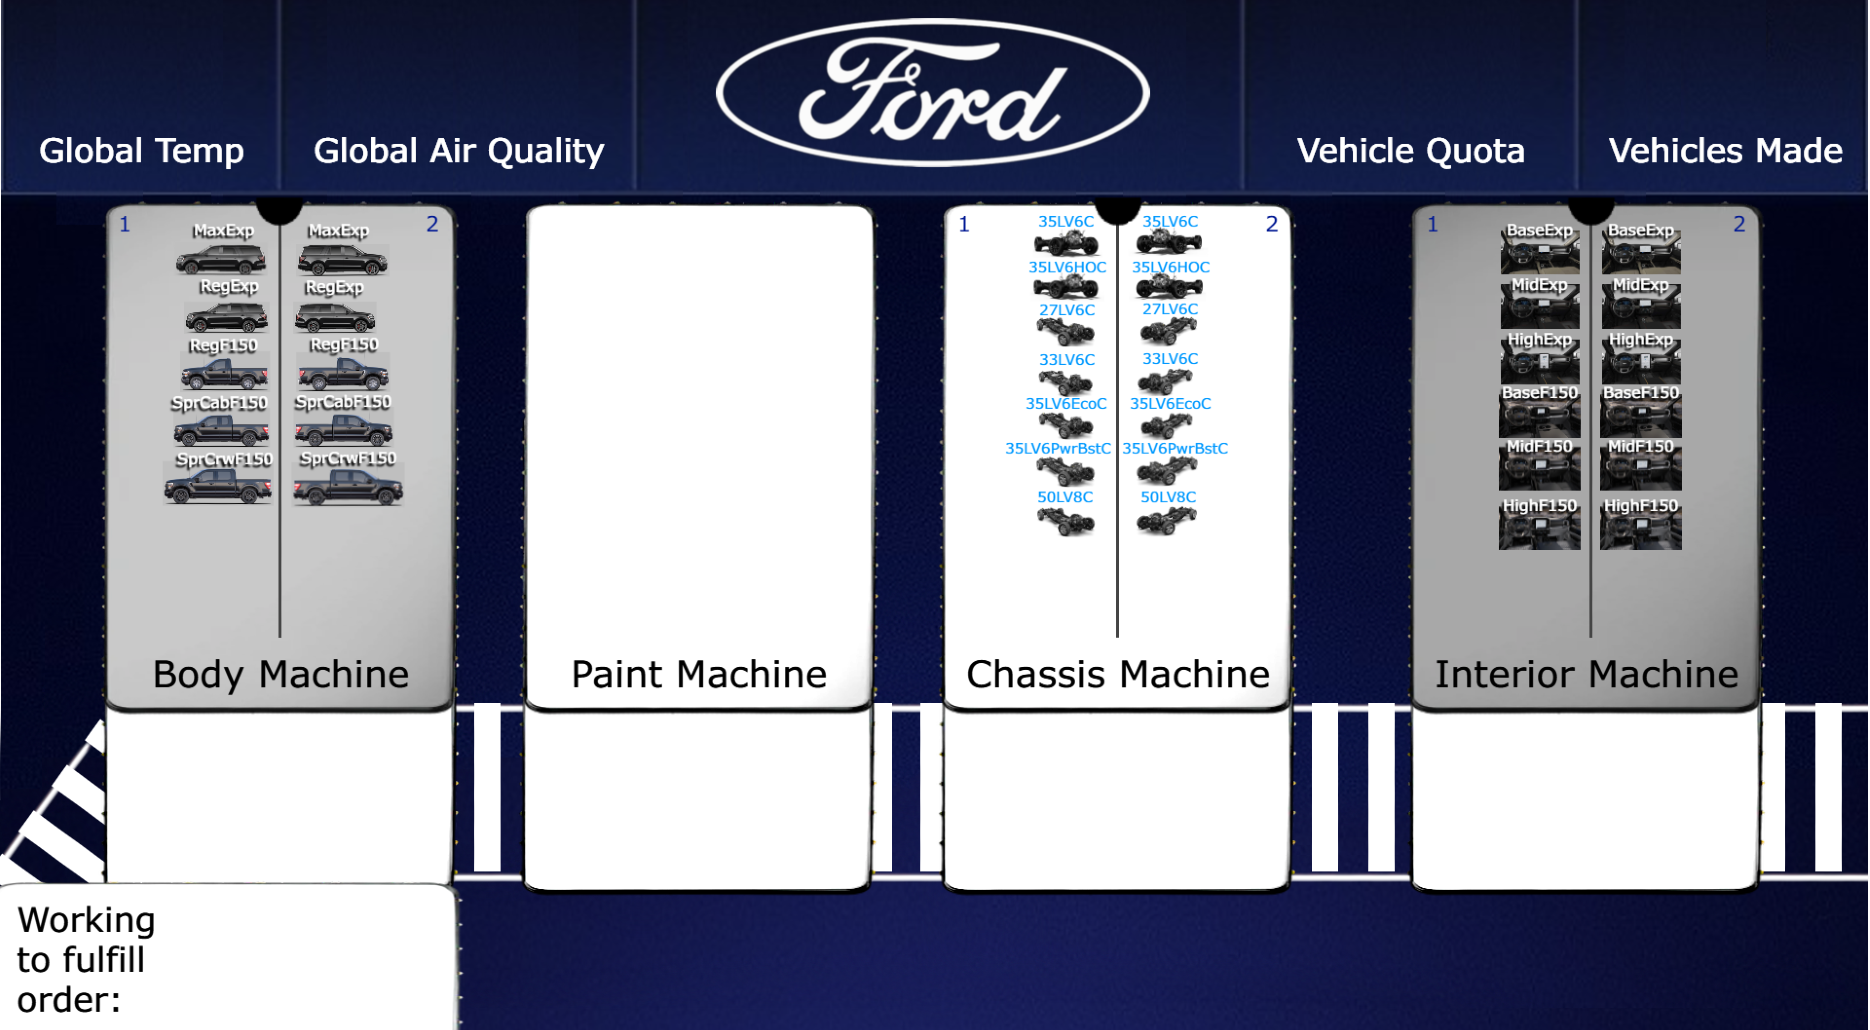 Ford
Global Temp
Global Air Quality
Vehicle Quota
Vehicles Made
1
2
MaxExp
MaxExp
RegExp
RegExp
RegF150
RegF150
SprCabF150
SprCabF150
SprCrwF150
SprCrwF150
Body Machine
Paint Machine
1
2
35LV6C
35LV6C
35LV6HOC
35LV6HOC
27LV6C
27LV6C
33LV6C
33LV6C
35LV6EcoC
35LV6EcoC
35LV6PwrBstC
35LV6PwrBstC
50LV8C
50LV8C
Chassis Machine
1
2
BaseExp
BaseExp
MidExp
MidExp
HighExp
HighExp
BaseF150
BaseF150
MidF150
MidF150
HighF150
HighF150
Interior Machine
Working
to fulfill
order: